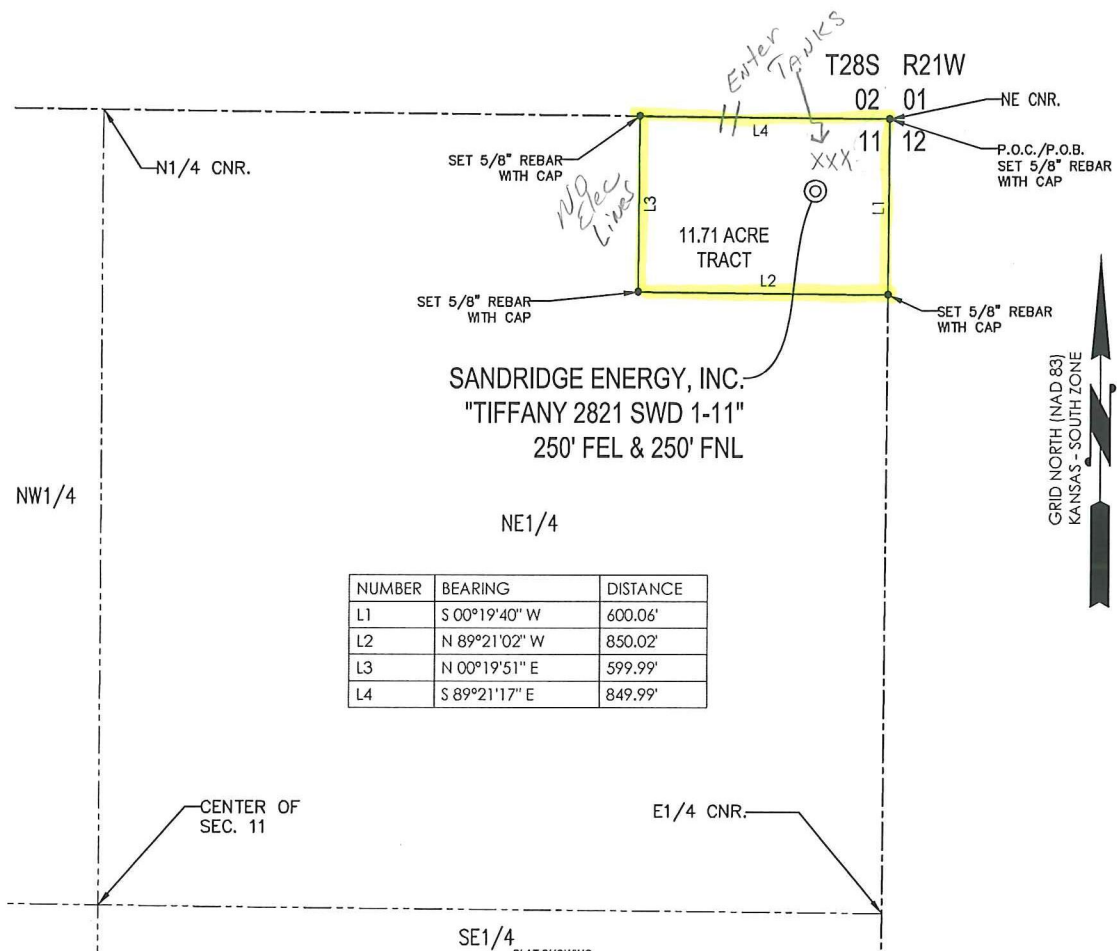 Enter
TANKS
T28S R21W
02 01
NE CNR.
L4
11 12
N1/4 CNR.
SET 5/8" REBAR
WITH CAP
P.O.C./P.O.B.
SET 5/8" REBAR
WITH CAP
XXX
NO
Elec
Lines
L3
L1
11.71 ACRE
TRACT
L2
SET 5/8" REBAR
WITH CAP
SET 5/8" REBAR
WITH CAP
SANDRIDGE ENERGY, INC.
"TIFFANY 2821 SWD 1-11"
250' FEL & 250' FNL
GRID NORTH (NAD 83)
KANSAS - SOUTH ZONE
N
NW1/4
NE1/4
NUMBER BEARING DISTANCE
L1 S 00°19'40" W 600.06'
L2 N 89°21'02" W 850.02'
L3 N 00°19'51" E 599.99'
L4 S 89°21'17" E 849.99'
CENTER OF
SEC. 11
E1/4 CNR.
SE1/4